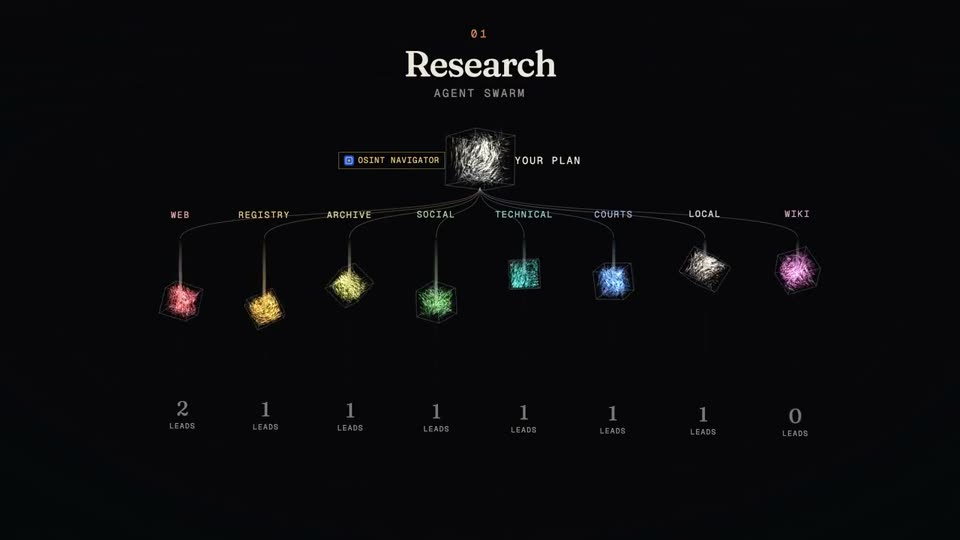 01
Research
AGENT SWARM
OSINT NAVIGATOR
YOUR PLAN
WEB REGISTRY ARCHIVE SOCIAL TECHNICAL COURTS LOCAL WIKI
2 1 1 1 1 1 1 0
LEADS LEADS LEADS LEADS LEADS LEADS LEADS LEADS